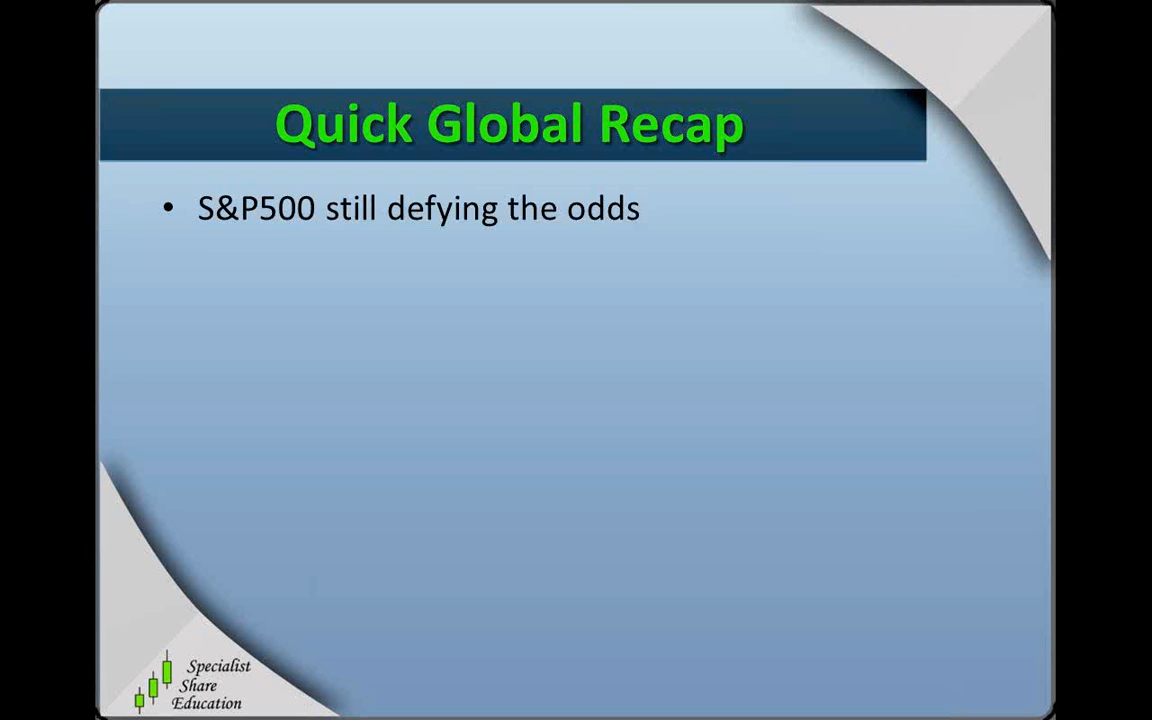 Quick Global Recap
• S&P500 still defying the odds
Specialist
Share
Education